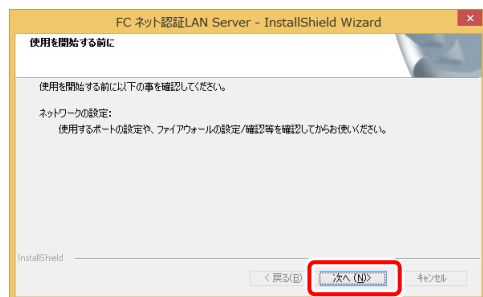 FC ネット認証LAN Server - InstallShield Wizard
使用を開始する前に
使用を開始する前に以下の事を確認してください。
ネットワークの設定:
使用するポートの設定や、ファイアウォールの設定/確認等を確認してからお使いください。
InstallShield
< 戻る(B) 次へ (N)> キャンセル